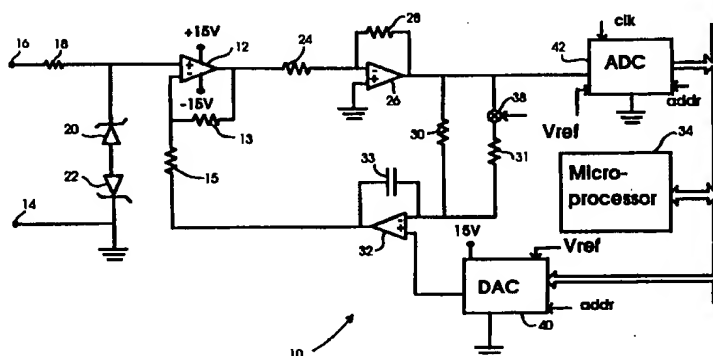 clk
+15V
28
16
18
12
24
42
ADC
26
-15V
38
addr
20
13
30
Vref
34
31
22
15
33
Micro-
processor
14
32
15V
Vref
DAC
addr
40
10